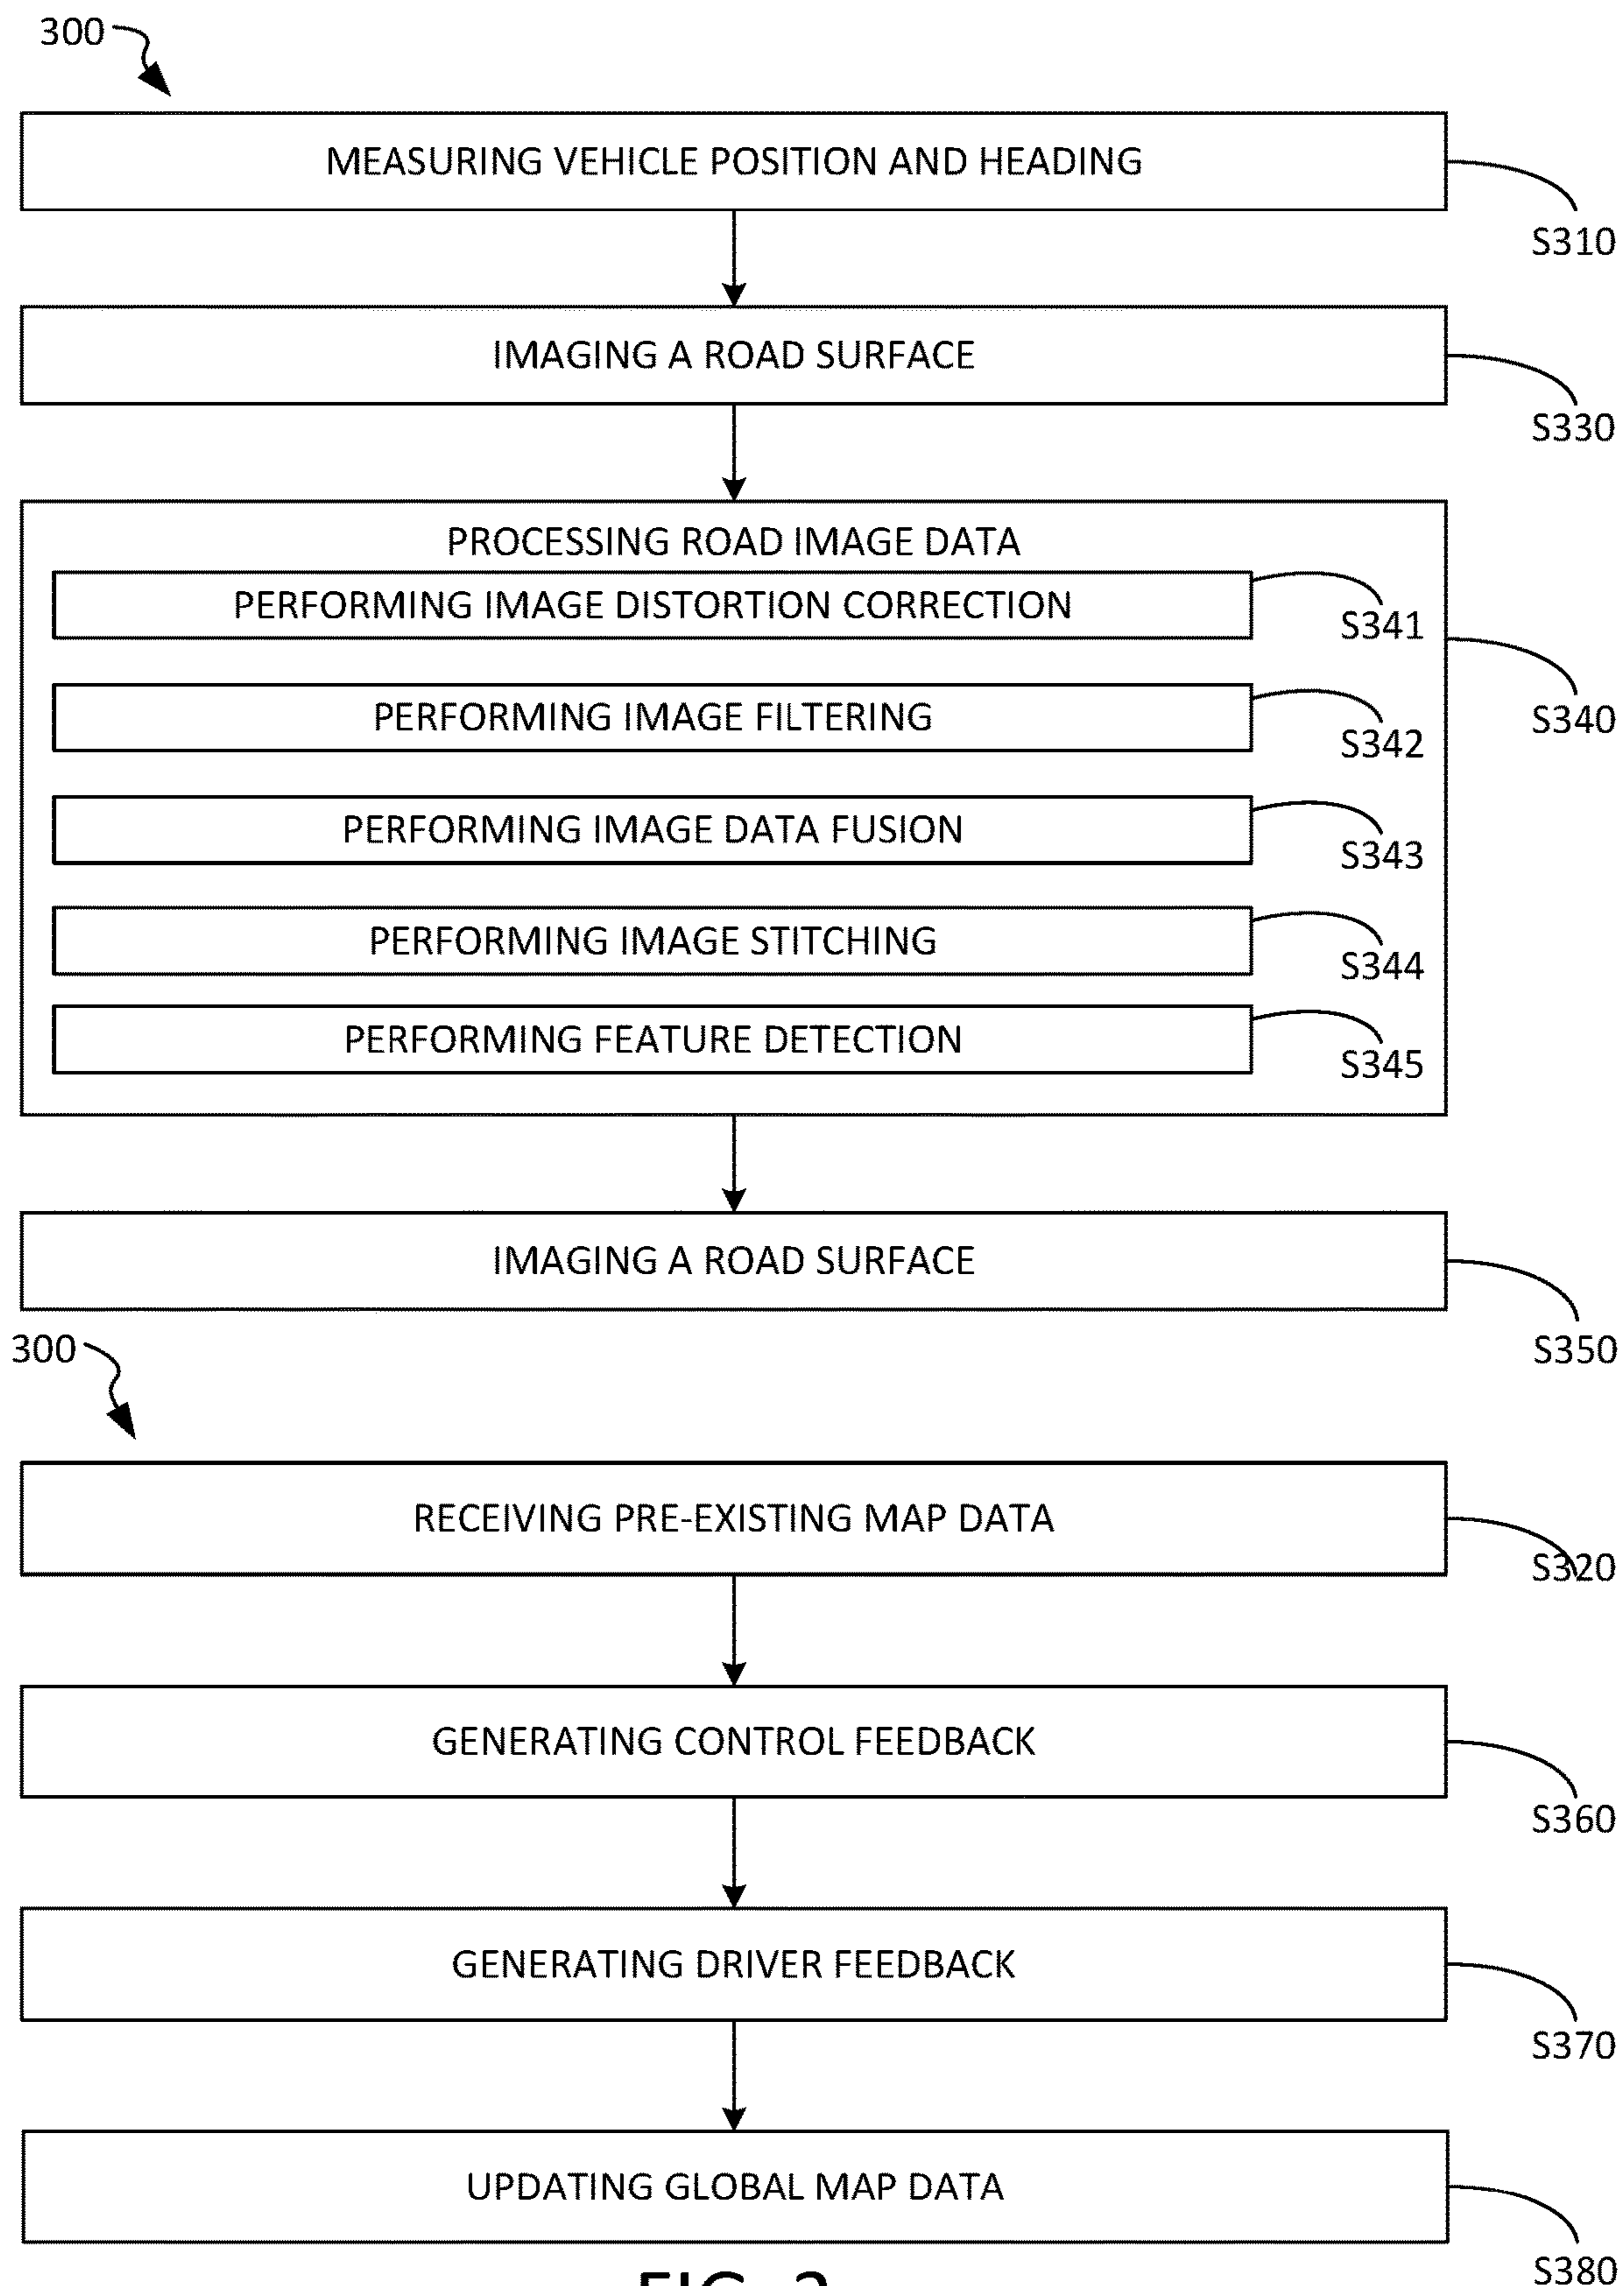 300
MEASURING VEHICLE POSITION AND HEADING
S310
IMAGING A ROAD SURFACE
S330
PROCESSING ROAD IMAGE DATA
PERFORMING IMAGE DISTORTION CORRECTION
S341
S340
PERFORMING IMAGE FILTERING
S342
PERFORMING IMAGE DATA FUSION
S343
PERFORMING IMAGE STITCHING
S344
PERFORMING FEATURE DETECTION
S345
IMAGING A ROAD SURFACE
S350
300
RECEIVING PRE-EXISTING MAP DATA
S320
GENERATING CONTROL FEEDBACK
S360
GENERATING DRIVER FEEDBACK
S370
UPDATING GLOBAL MAP DATA
S380